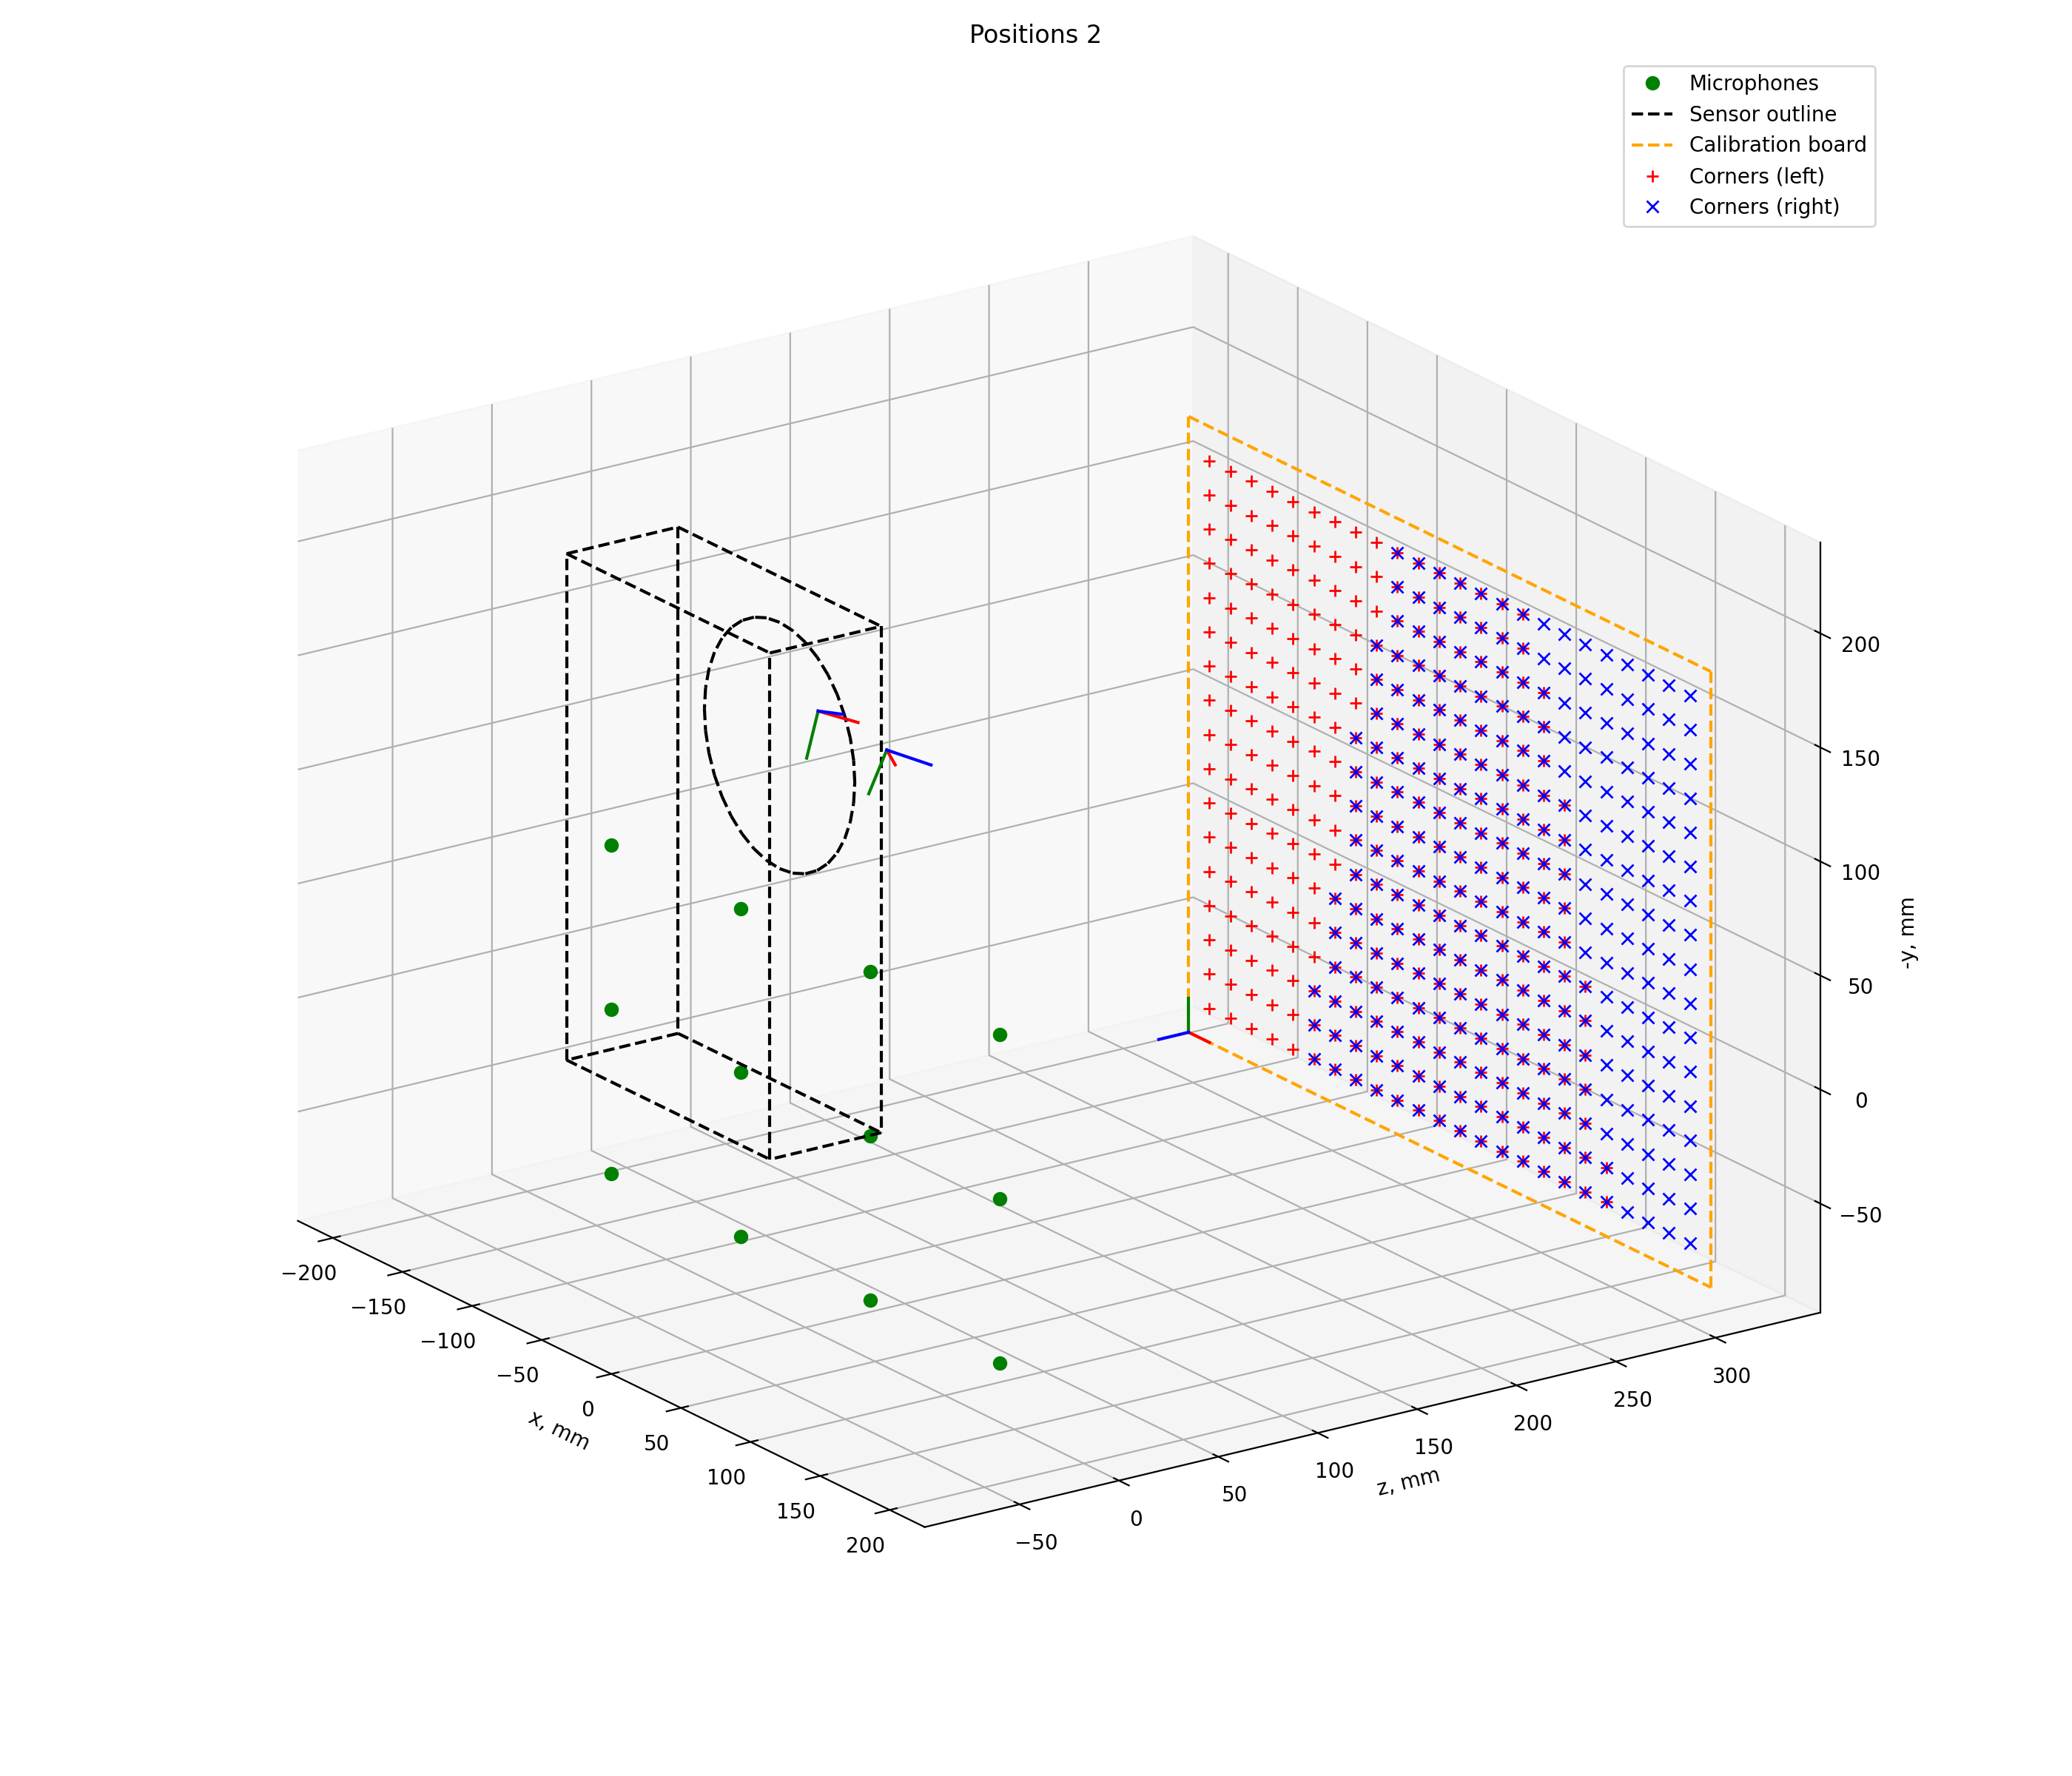 Positions 2
Microphones
Sensor outline
Calibration board
Corners (left)
Corners (right)
200
150
100
50
0
−50
-y, mm
−200
−150
−100
−50
0
50
100
150
200
x, mm
−50
0
50
100
150
200
250
300
z, mm